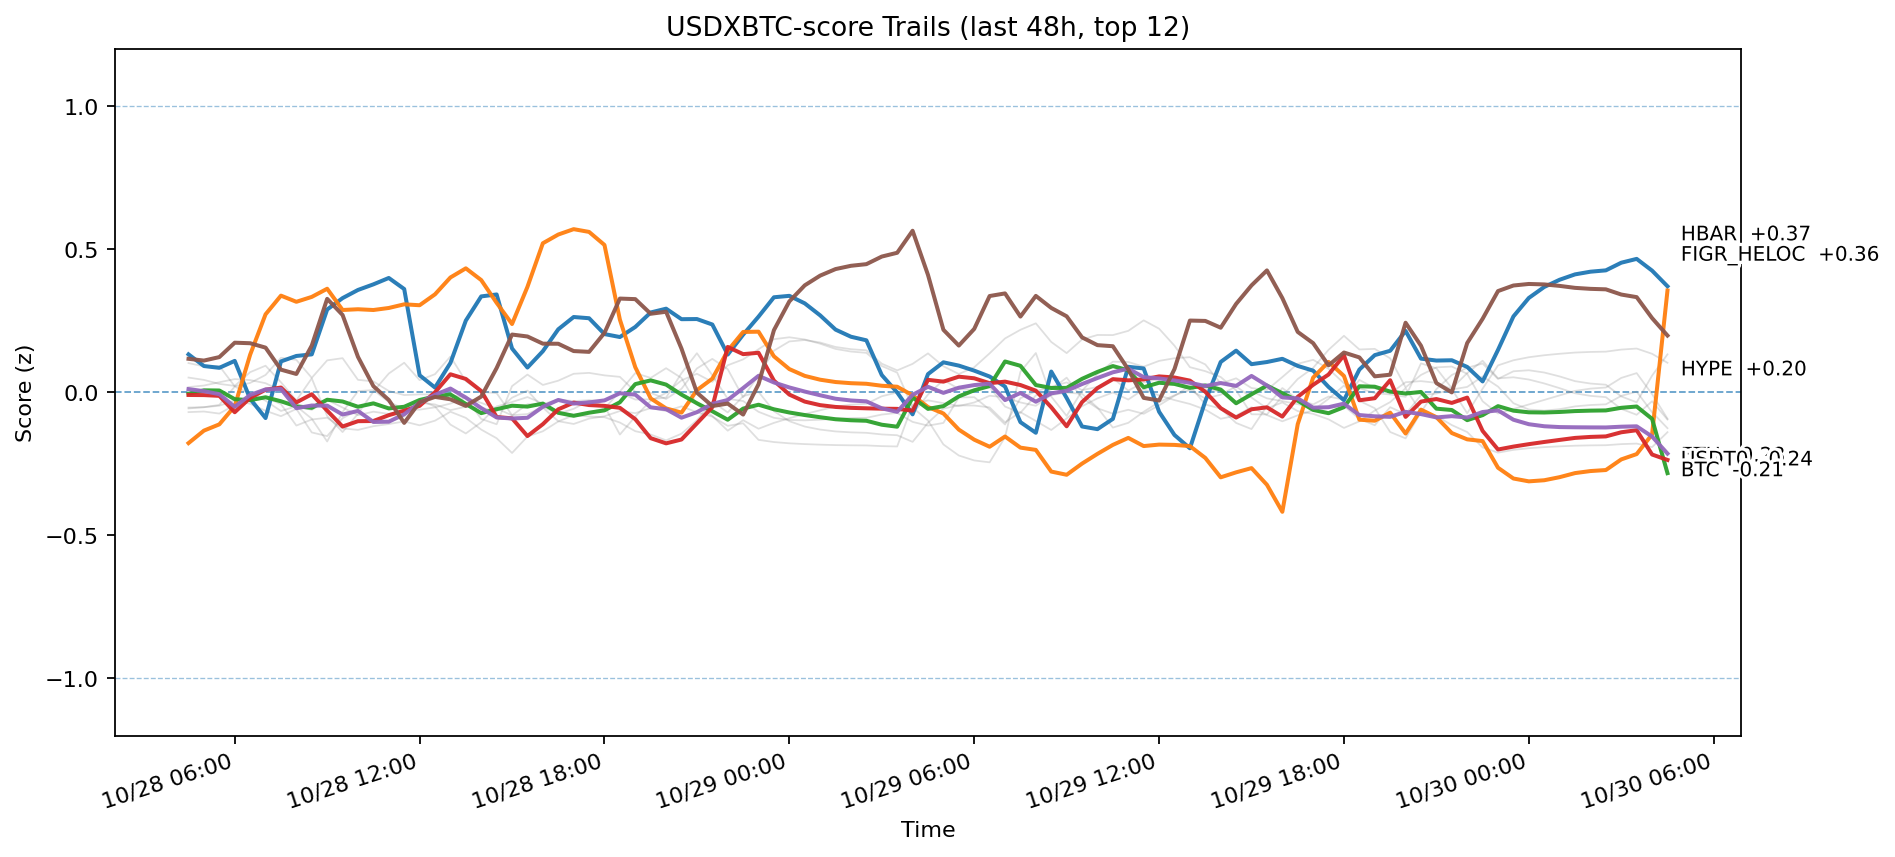 USDXBTC-score Trails (last 48h, top 12)
Score (z)
1.0
0.5
0.0
−0.5
−1.0
HBAR +0.37
FIGR_HELOC +0.36
HYPE +0.20
BTC -0.21
10/28 06:00
10/28 12:00
10/28 18:00
10/29 00:00
10/29 06:00
10/29 12:00
10/29 18:00
10/30 00:00
10/30 06:00
Time